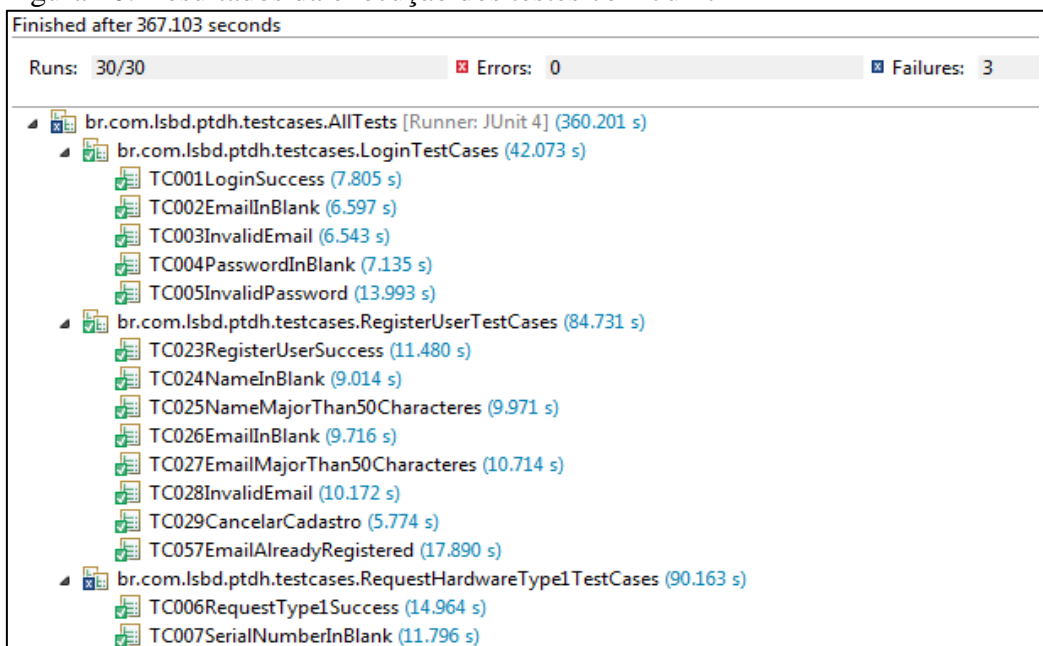 Finished after 367.103 seconds
Runs: 30/30 Errors: 0 Failures: 3
br.com.lsbd.ptdh.testcases.AllTests [Runner: JUnit 4] (360.201 s)
br.com.lsbd.ptdh.testcases.LoginTestCases (42.073 s)
TC001LoginSuccess (7.805 s)
TC002EmailInBlank (6.597 s)
TC003InvalidEmail (6.543 s)
TC004PasswordInBlank (7.135 s)
TC005InvalidPassword (13.993 s)
br.com.lsbd.ptdh.testcases.RegisterUserTestCases (84.731 s)
TC023RegisterUserSuccess (11.480 s)
TC024NameInBlank (9.014 s)
TC025NameMajorThan50Characteres (9.971 s)
TC026EmailInBlank (9.716 s)
TC027EmailMajorThan50Characteres (10.714 s)
TC028InvalidEmail (10.172 s)
TC029CancelarCadastro (5.774 s)
TC057EmailAlreadyRegistered (17.890 s)
br.com.lsbd.ptdh.testcases.RequestHardwareType1TestCases (90.163 s)
TC006RequestType1Success (14.964 s)
TC007SerialNumberInBlank (11.796 s)